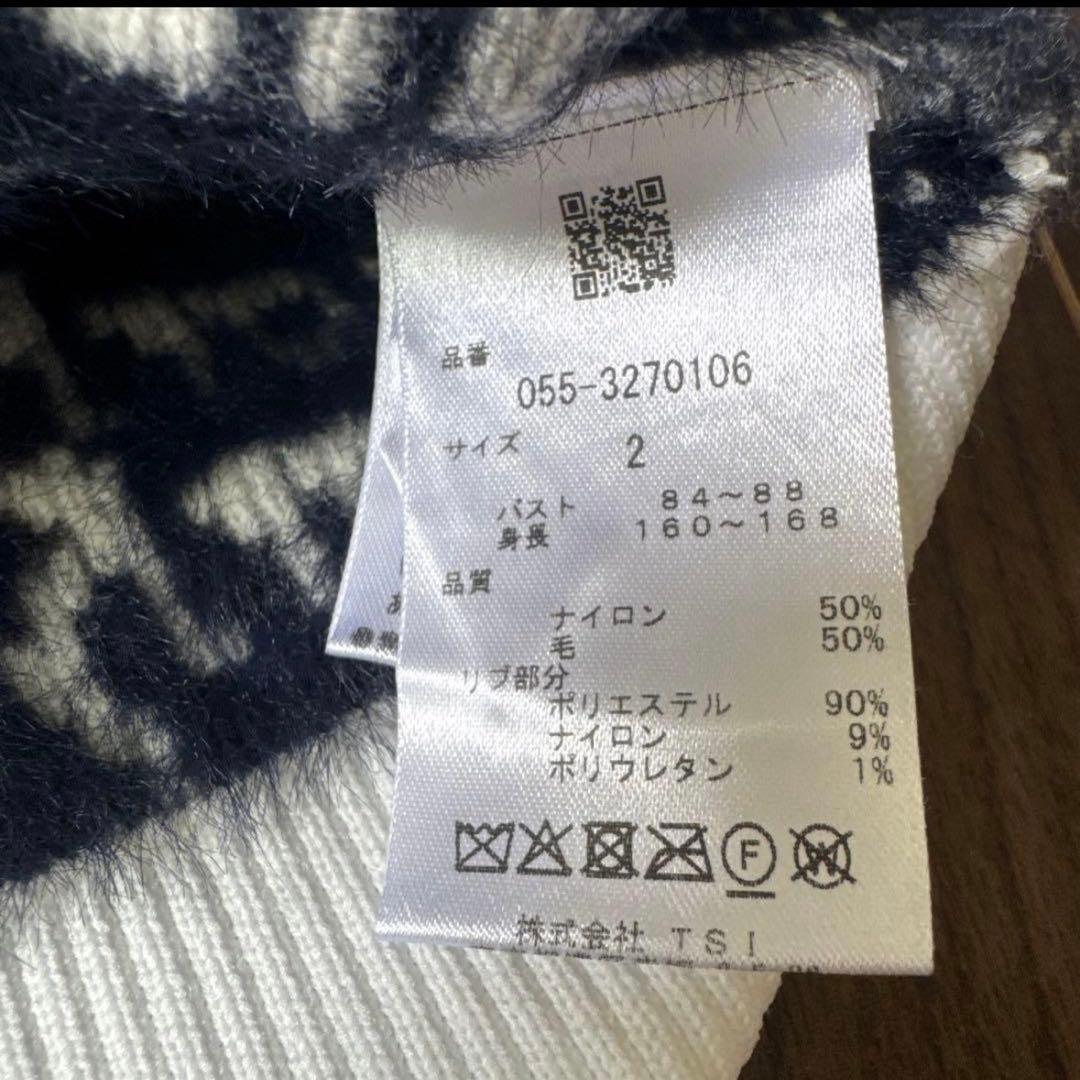 品番
055-3270106
サイズ 2
バスト 84～88
身長 160～168
品質
ナイロン 50%
毛 50%
リブ部分
ポリエステル 90%
ナイロン 9%
ポリウレタン 1%
F
W
株式会社 TSI